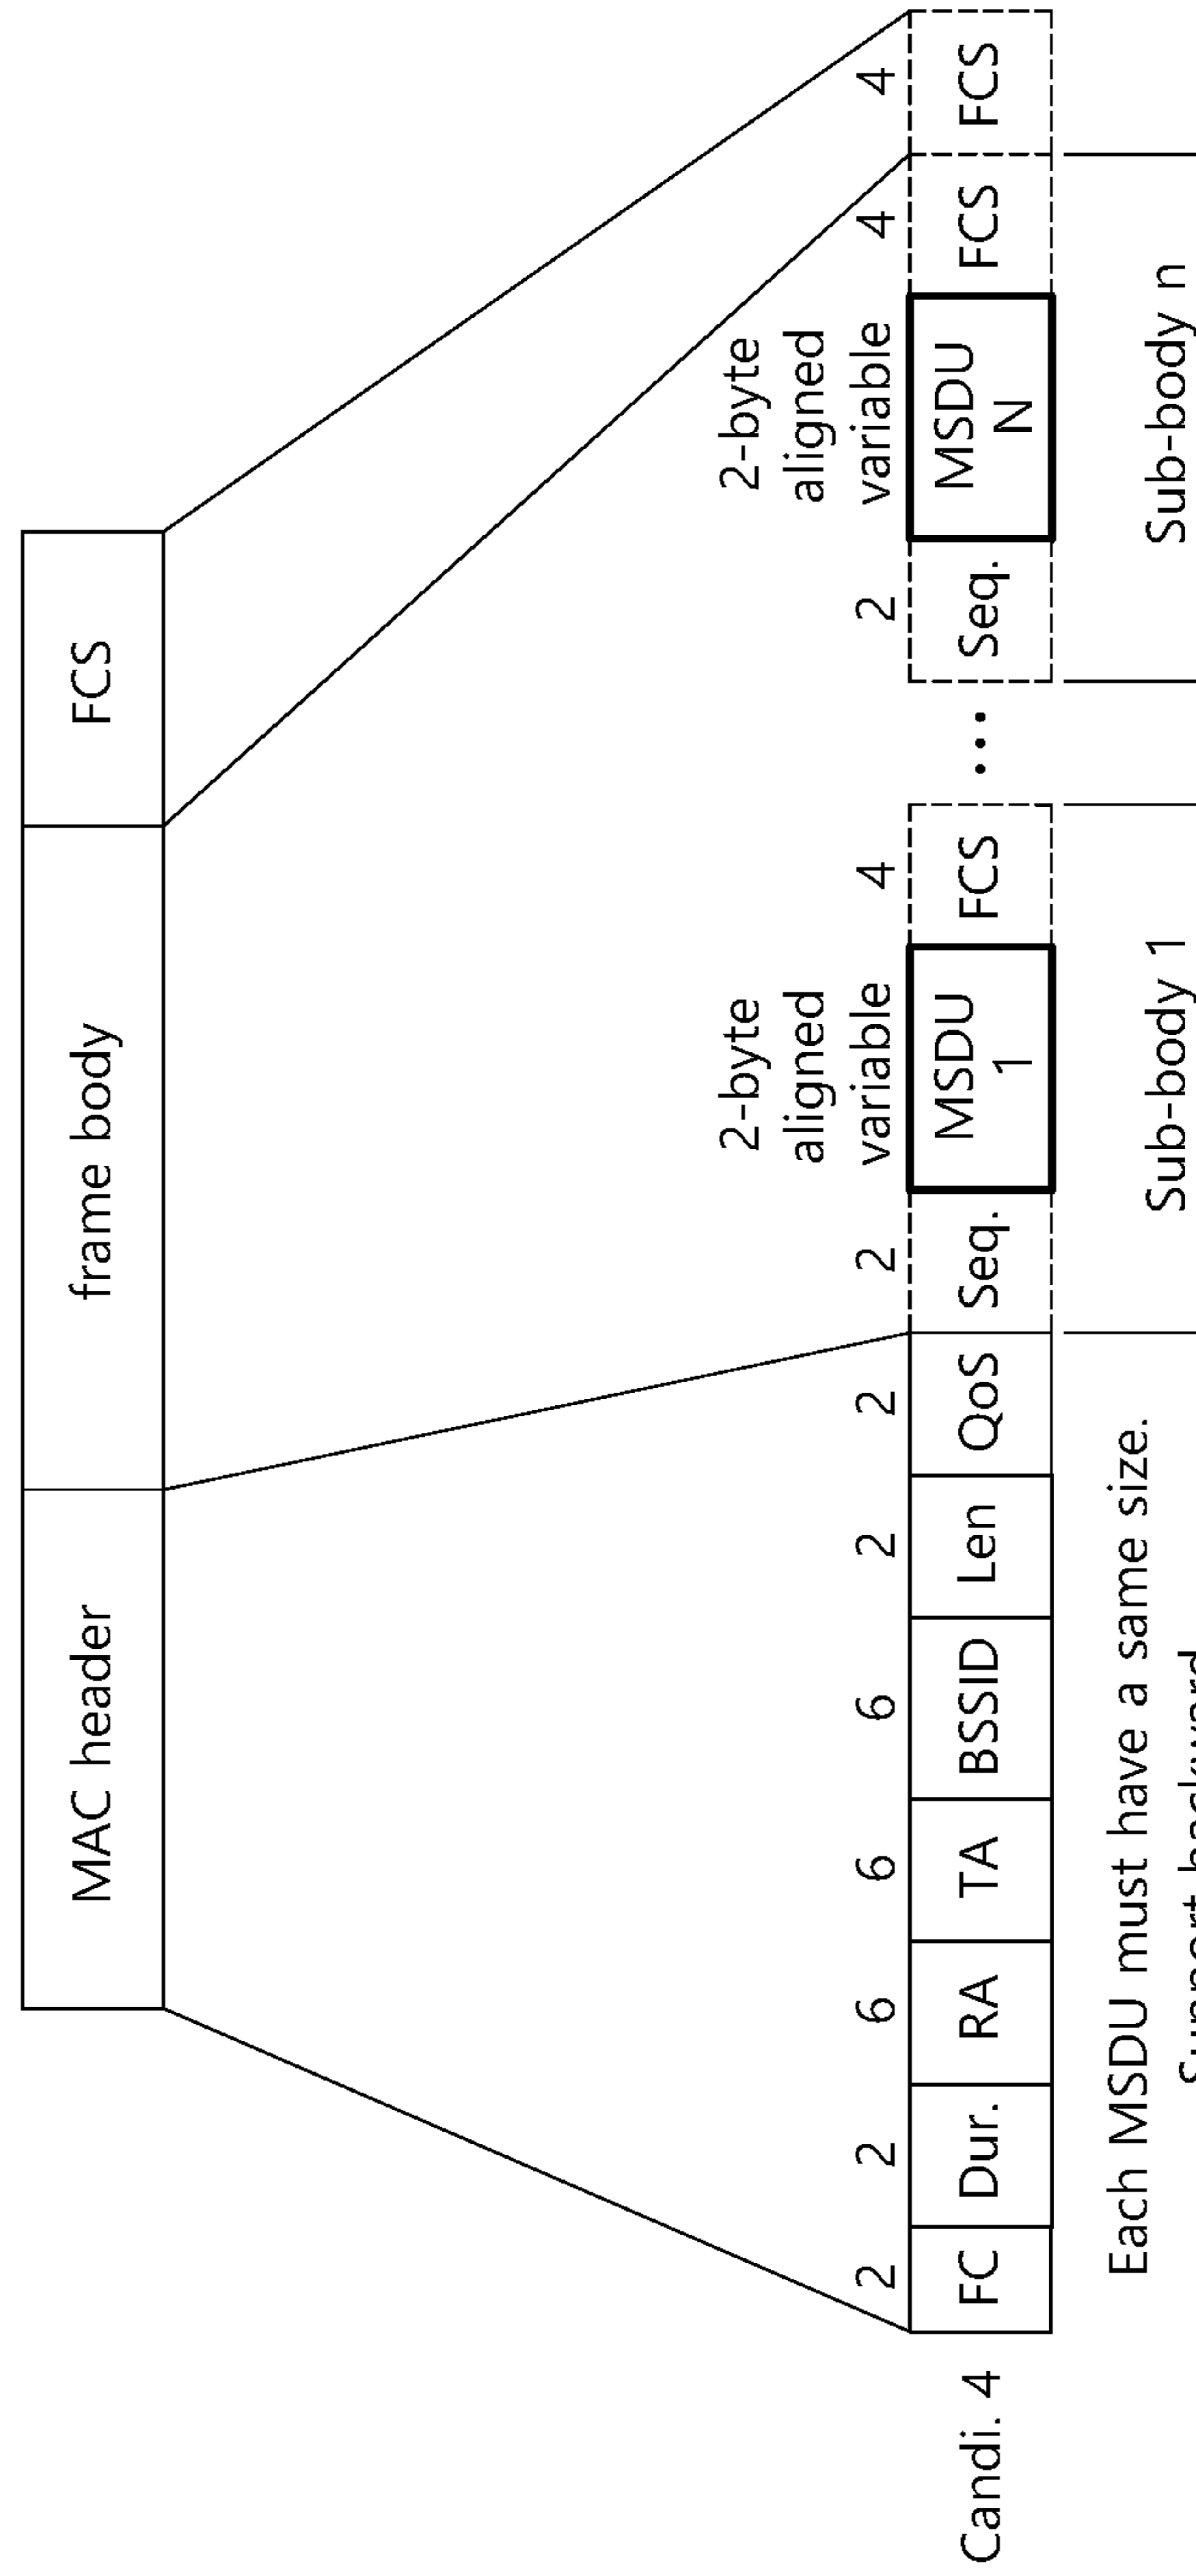 MAC header
frame body
FCS
2-byte
aligned
variable
2-byte
aligned
variable
2
2
6
6
6
2
2
2
4
2
4
4
Candi. 4
FC
Dur.
RA
TA
BSSID
Len
QoS
Seq.
MSDU
1
FCS
...
Seq.
MSDU
N
FCS
FCS
Each MSDU must have a same size.
Sub-body 1
Sub-body n
Support backward